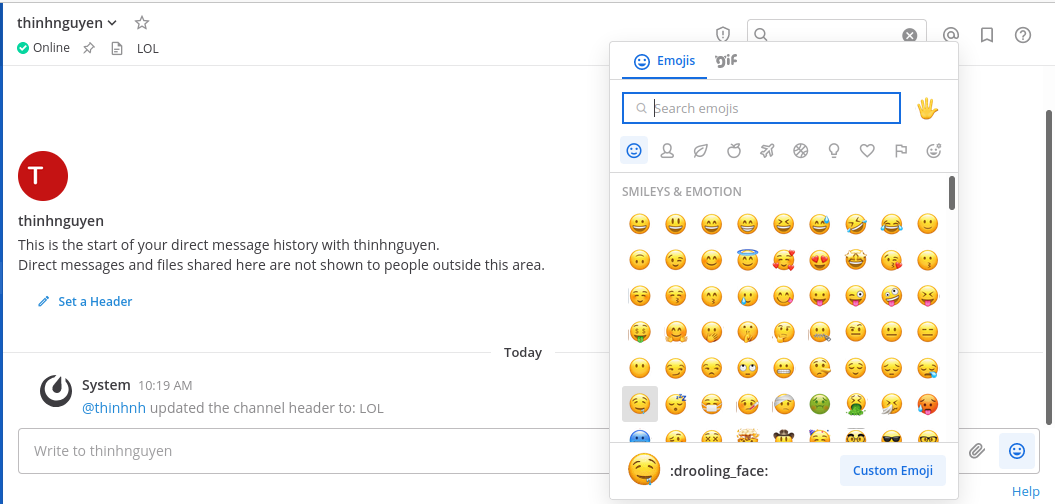 thinhnguyen
Online
LOL
Emojis
gif
Search emojis
SMILEYS & EMOTION
T
thinhnguyen
This is the start of your direct message history with thinhnguyen.
Direct messages and files shared here are not shown to people outside this area.
Set a Header
Today
System 10:19 AM
@thinhnh updated the channel header to: LOL
Write to thinhnguyen
:drooling_face:
Custom Emoji
Help